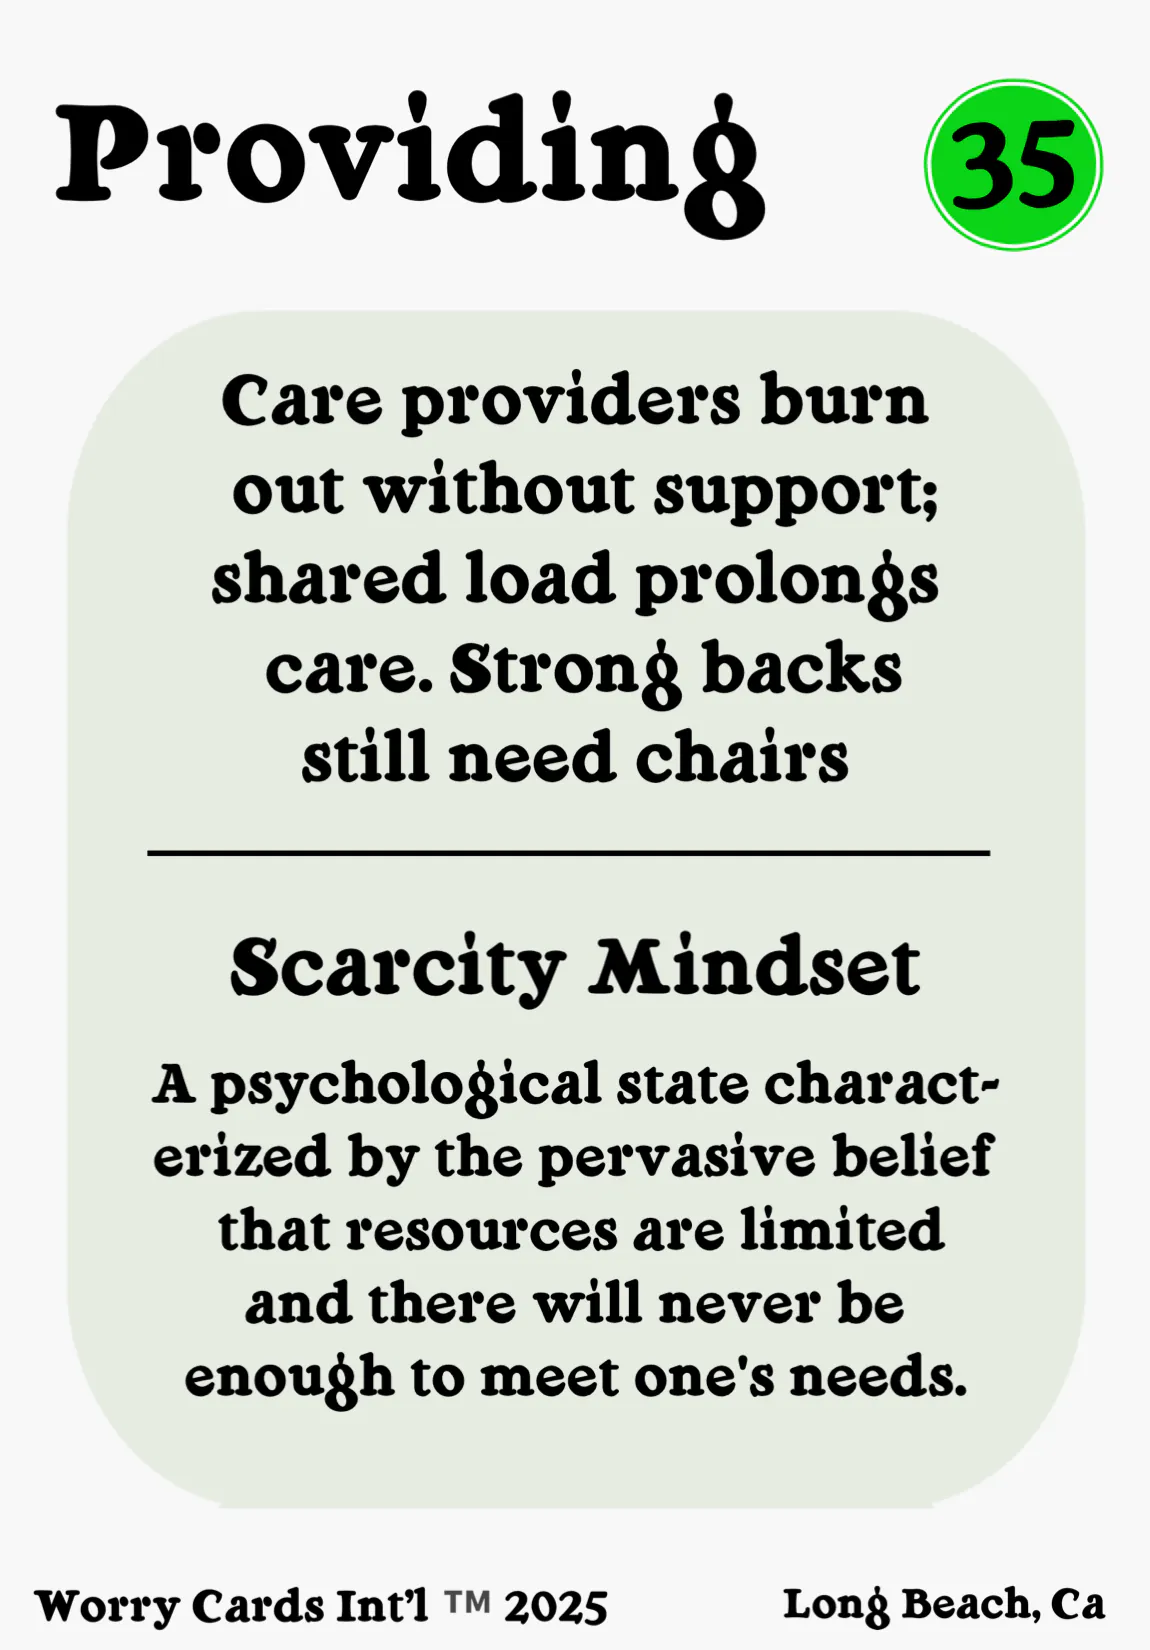 Providing
35
Care providers burn
out without support;
shared load prolongs
care. Strong backs
still need chairs
Scarcity Mindset
A psychological state charact-
erized by the pervasive belief
that resources are limited
and there will never be
enough to meet one's needs.
Worry Cards Int’l ™ 2025
Long Beach, Ca